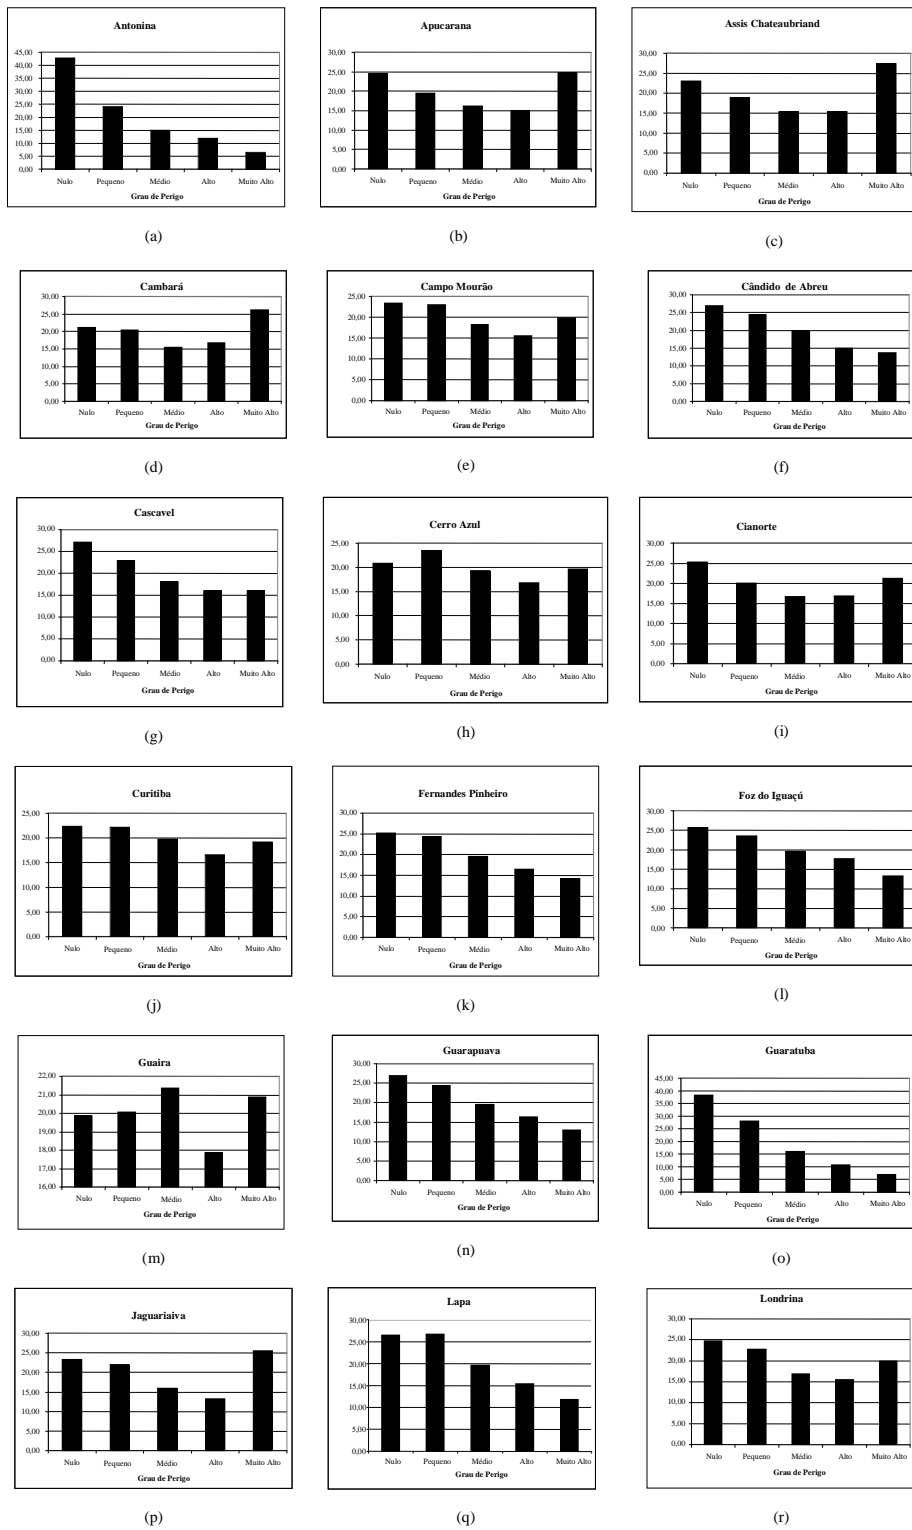 Antonina
45,00
40,00
35,00
30,00
25,00
20,00
15,00
10,00
5,00
0,00
Nulo Pequeno Médio Alto Muito Alto
Grau de Perigo
(a)
Apucarana
30,00
25,00
20,00
15,00
10,00
5,00
0,00
Nulo Pequeno Médio Alto Muito Alto
Grau de Perigo
(b)
Assis Chateaubriand
30,00
25,00
20,00
15,00
10,00
5,00
0,00
Nulo Pequeno Médio Alto Muito Alto
Grau de Perigo
(c)
Cambará
30,00
25,00
20,00
15,00
10,00
5,00
0,00
Nulo Pequeno Médio Alto Muito Alto
Grau de Perigo
(d)
Campo Mourão
25,00
20,00
15,00
10,00
5,00
0,00
Nulo Pequeno Médio Alto Muito Alto
Grau de Perigo
(e)
Cândido de Abreu
30,00
25,00
20,00
15,00
10,00
5,00
0,00
Nulo Pequeno Médio Alto Muito Alto
Grau de Perigo
(f)
Cascavel
30,00
25,00
20,00
15,00
10,00
5,00
0,00
Nulo Pequeno Médio Alto Muito Alto
Grau de Perigo
(g)
Cerro Azul
25,00
20,00
15,00
10,00
5,00
0,00
Nulo Pequeno Médio Alto Muito Alto
Grau de Perigo
(h)
Cianorte
30,00
25,00
20,00
15,00
10,00
5,00
0,00
Nulo Pequeno Médio Alto Muito Alto
Grau de Perigo
(i)
Curitiba
25,00
20,00
15,00
10,00
5,00
0,00
Nulo Pequeno Médio Alto Muito Alto
Grau de Perigo
(j)
Fernandes Pinheiro
30,00
25,00
20,00
15,00
10,00
5,00
0,00
Nulo Pequeno Médio Alto Muito Alto
Grau de Perigo
(k)
Foz do Iguaçú
30,00
25,00
20,00
15,00
10,00
5,00
0,00
Nulo Pequeno Médio Alto Muito Alto
Grau de Perigo
(l)
Guaira
22,00
21,00
20,00
19,00
18,00
17,00
16,00
Nulo Pequeno Médio Alto Muito Alto
Grau de Perigo
(m)
Guarapuava
30,00
25,00
20,00
15,00
10,00
5,00
0,00
Nulo Pequeno Médio Alto Muito Alto
Grau de Perigo
(n)
Guaratuba
45,00
40,00
35,00
30,00
25,00
20,00
15,00
10,00
5,00
0,00
Nulo Pequeno Médio Alto Muito Alto
Grau de Perigo
(o)
Jaguariaiva
30,00
25,00
20,00
15,00
10,00
5,00
0,00
Nulo Pequeno Médio Alto Muito Alto
Grau de Perigo
(p)
Lapa
30,00
25,00
20,00
15,00
10,00
5,00
0,00
Nulo Pequeno Médio Alto Muito Alto
Grau de Perigo
(q)
Londrina
30,00
25,00
20,00
15,00
10,00
5,00
0,00
Nulo Pequeno Médio Alto Muito Alto
Grau de Perigo
(r)